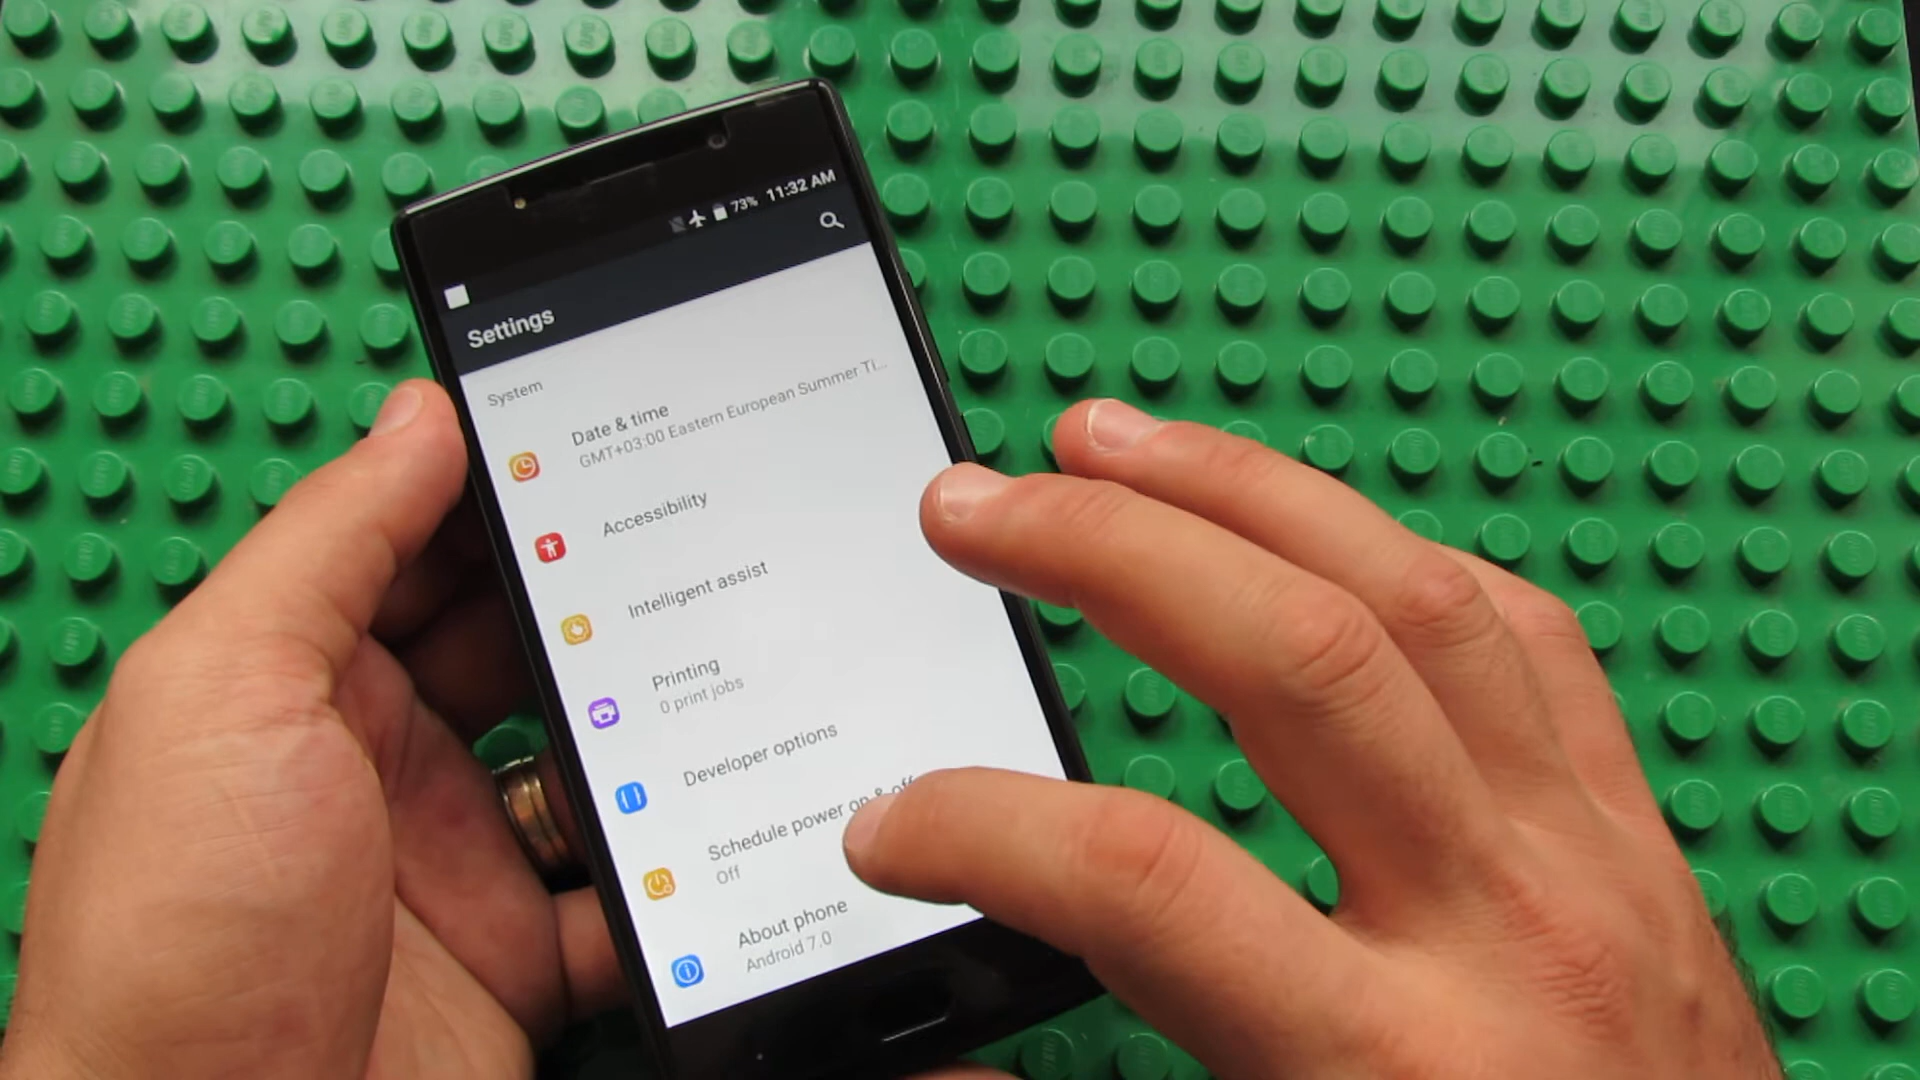 73% 11:32 AM
Settings
System
Date & time
GMT+03:00 Eastern European Summer Ti...
Accessibility
Intelligent assist
Printing
0 print jobs
Developer options
Schedule power on & off
Off
About phone
Android 7.0